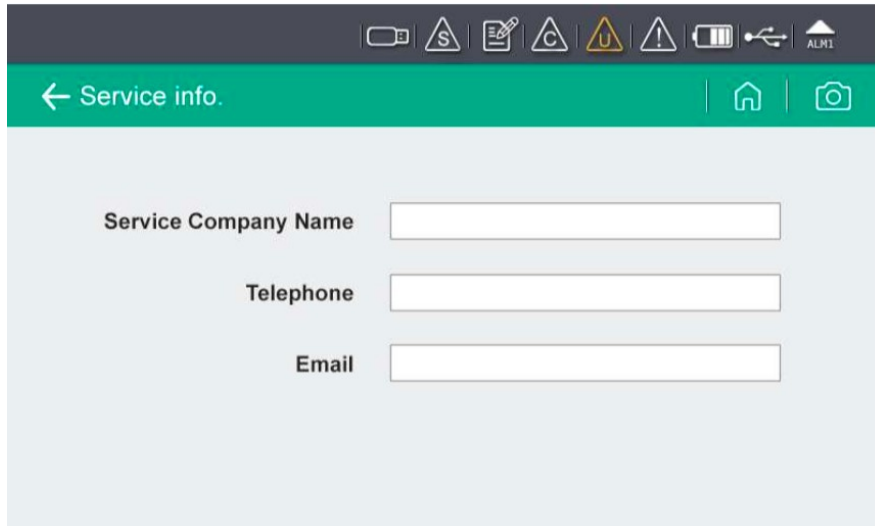 S
C
U
!
ALM1
Service info.
Service Company Name
Telephone
Email